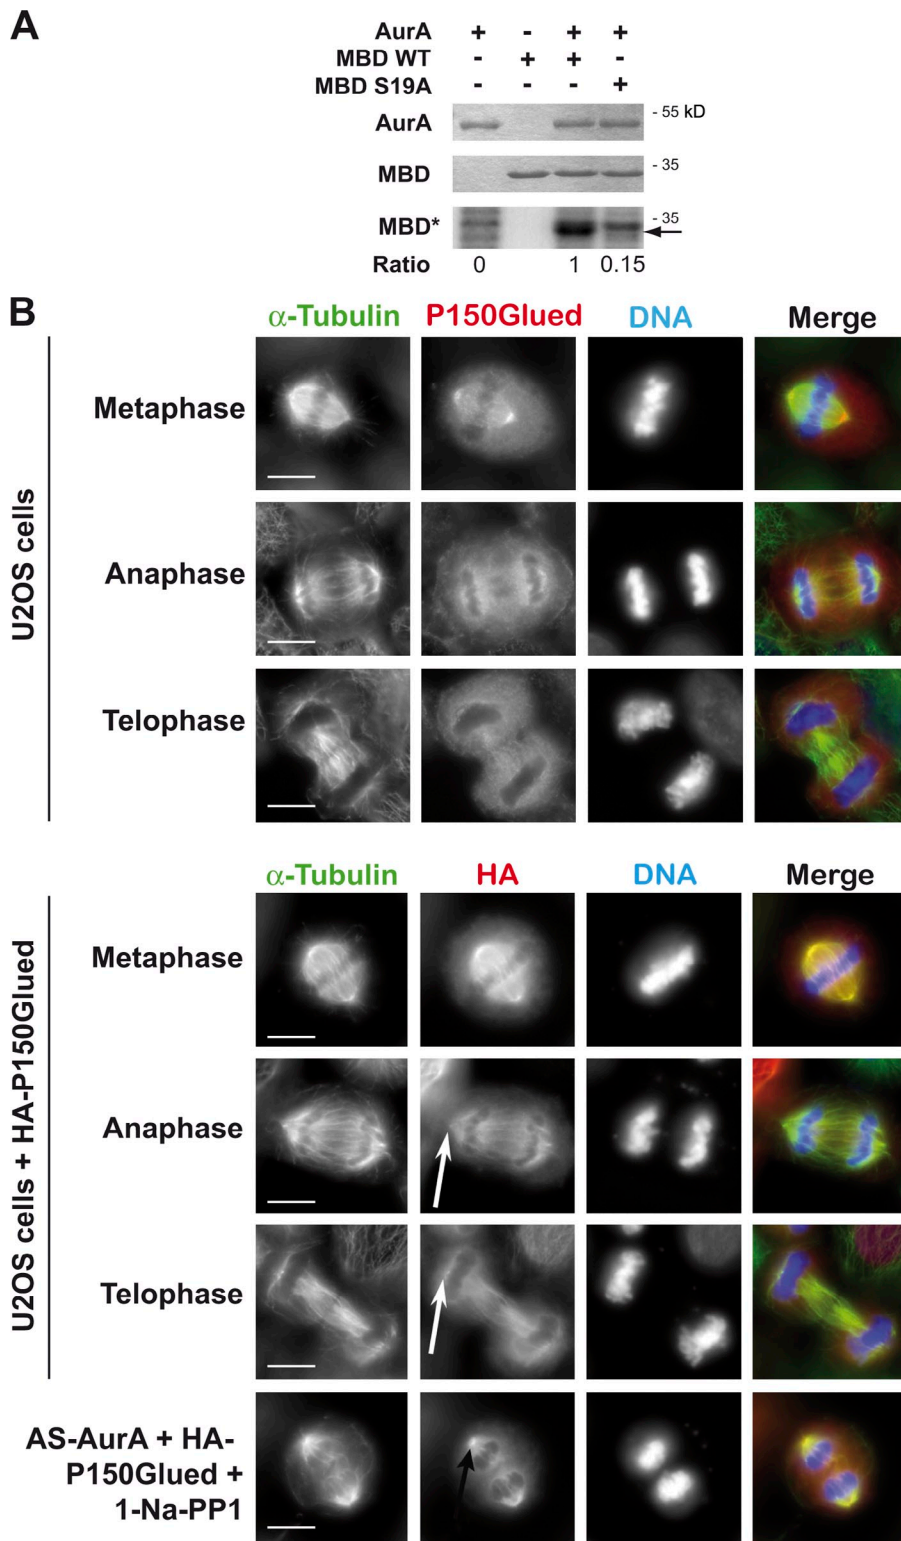 A
AurA + - + +
MBD WT - + + -
MBD S19A - - - +
AurA - 55 kD
MBD - 35
MBD* - 35
Ratio 0 1 0.15
B
α-Tubulin P150Glued DNA Merge
U2OS cells
Metaphase
Anaphase
Telophase
α-Tubulin HA DNA Merge
U2OS cells + HA-P150Glued
Metaphase
Anaphase
Telophase
AS-AurA + HA-
P150Glued +
1-Na-PP1